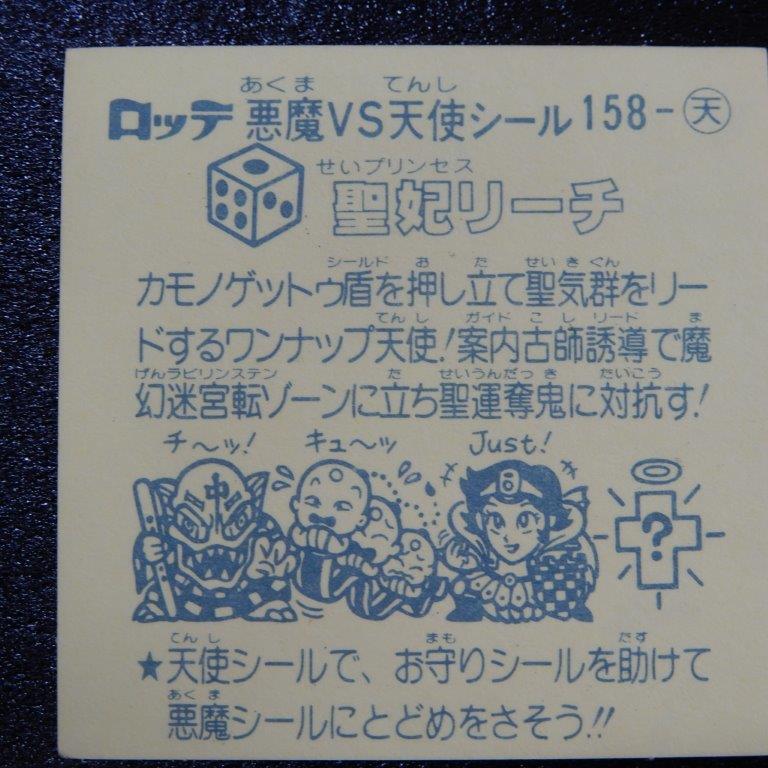 あくま てんし
ロッテ 悪魔VS天使シール 158-天
せいプリンセス
聖妃リーチ
シールド お た せいきぐん
カモノゲットゥ盾を押し立て聖気群をリー
てんし ガイド こ し リード ま
ドするワンナップ天使!案内古師誘導で魔
げんラビリンステン た せいうんだっき たいこう
幻迷宮転ゾーンに立ち聖運奪鬼に対抗す!
チ〜ッ! キュ〜ッ Just!
中
?
てんし まも たす
★天使シールで、お守りシールを助けて
あくま
悪魔シールにとどめをさそう!!